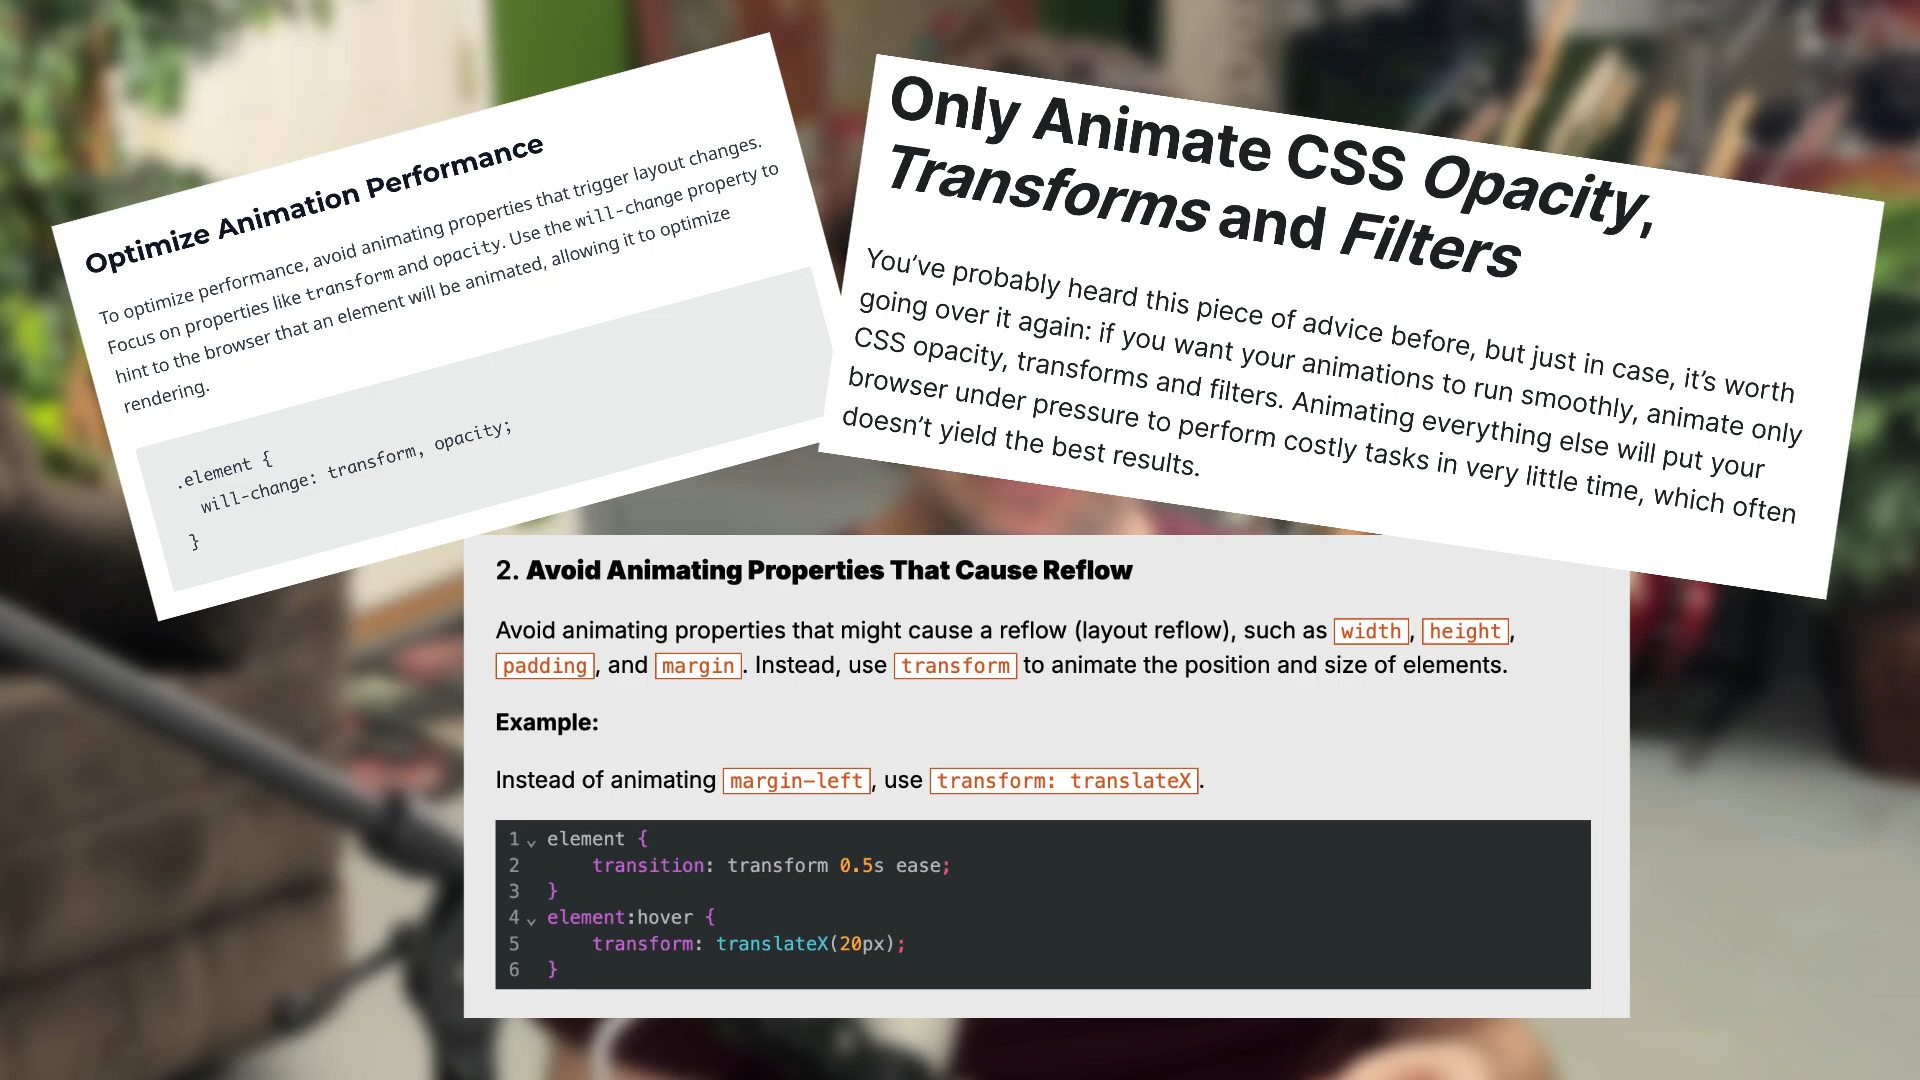 Optimize Animation Performance
To optimize performance, avoid animating properties that trigger layout changes.
Focus on properties like transform and opacity. Use the will-change property to
hint to the browser that an element will be animated, allowing it to optimize
rendering.
.element {
will-change: transform, opacity;
}
Only Animate CSS Opacity,
Transforms and Filters
You’ve probably heard this piece of advice before, but just in case, it’s worth
going over it again: if you want your animations to run smoothly, animate only
CSS opacity, transforms and filters. Animating everything else will put your
browser under pressure to perform costly tasks in very little time, which often
doesn’t yield the best results.
2. Avoid Animating Properties That Cause Reflow
Avoid animating properties that might cause a reflow (layout reflow), such as width, height,
padding, and margin. Instead, use transform to animate the position and size of elements.
Example:
Instead of animating margin-left, use transform: translateX.
1 element {
2 transition: transform 0.5s ease;
3 }
4 element:hover {
5 transform: translateX(20px);
6 }